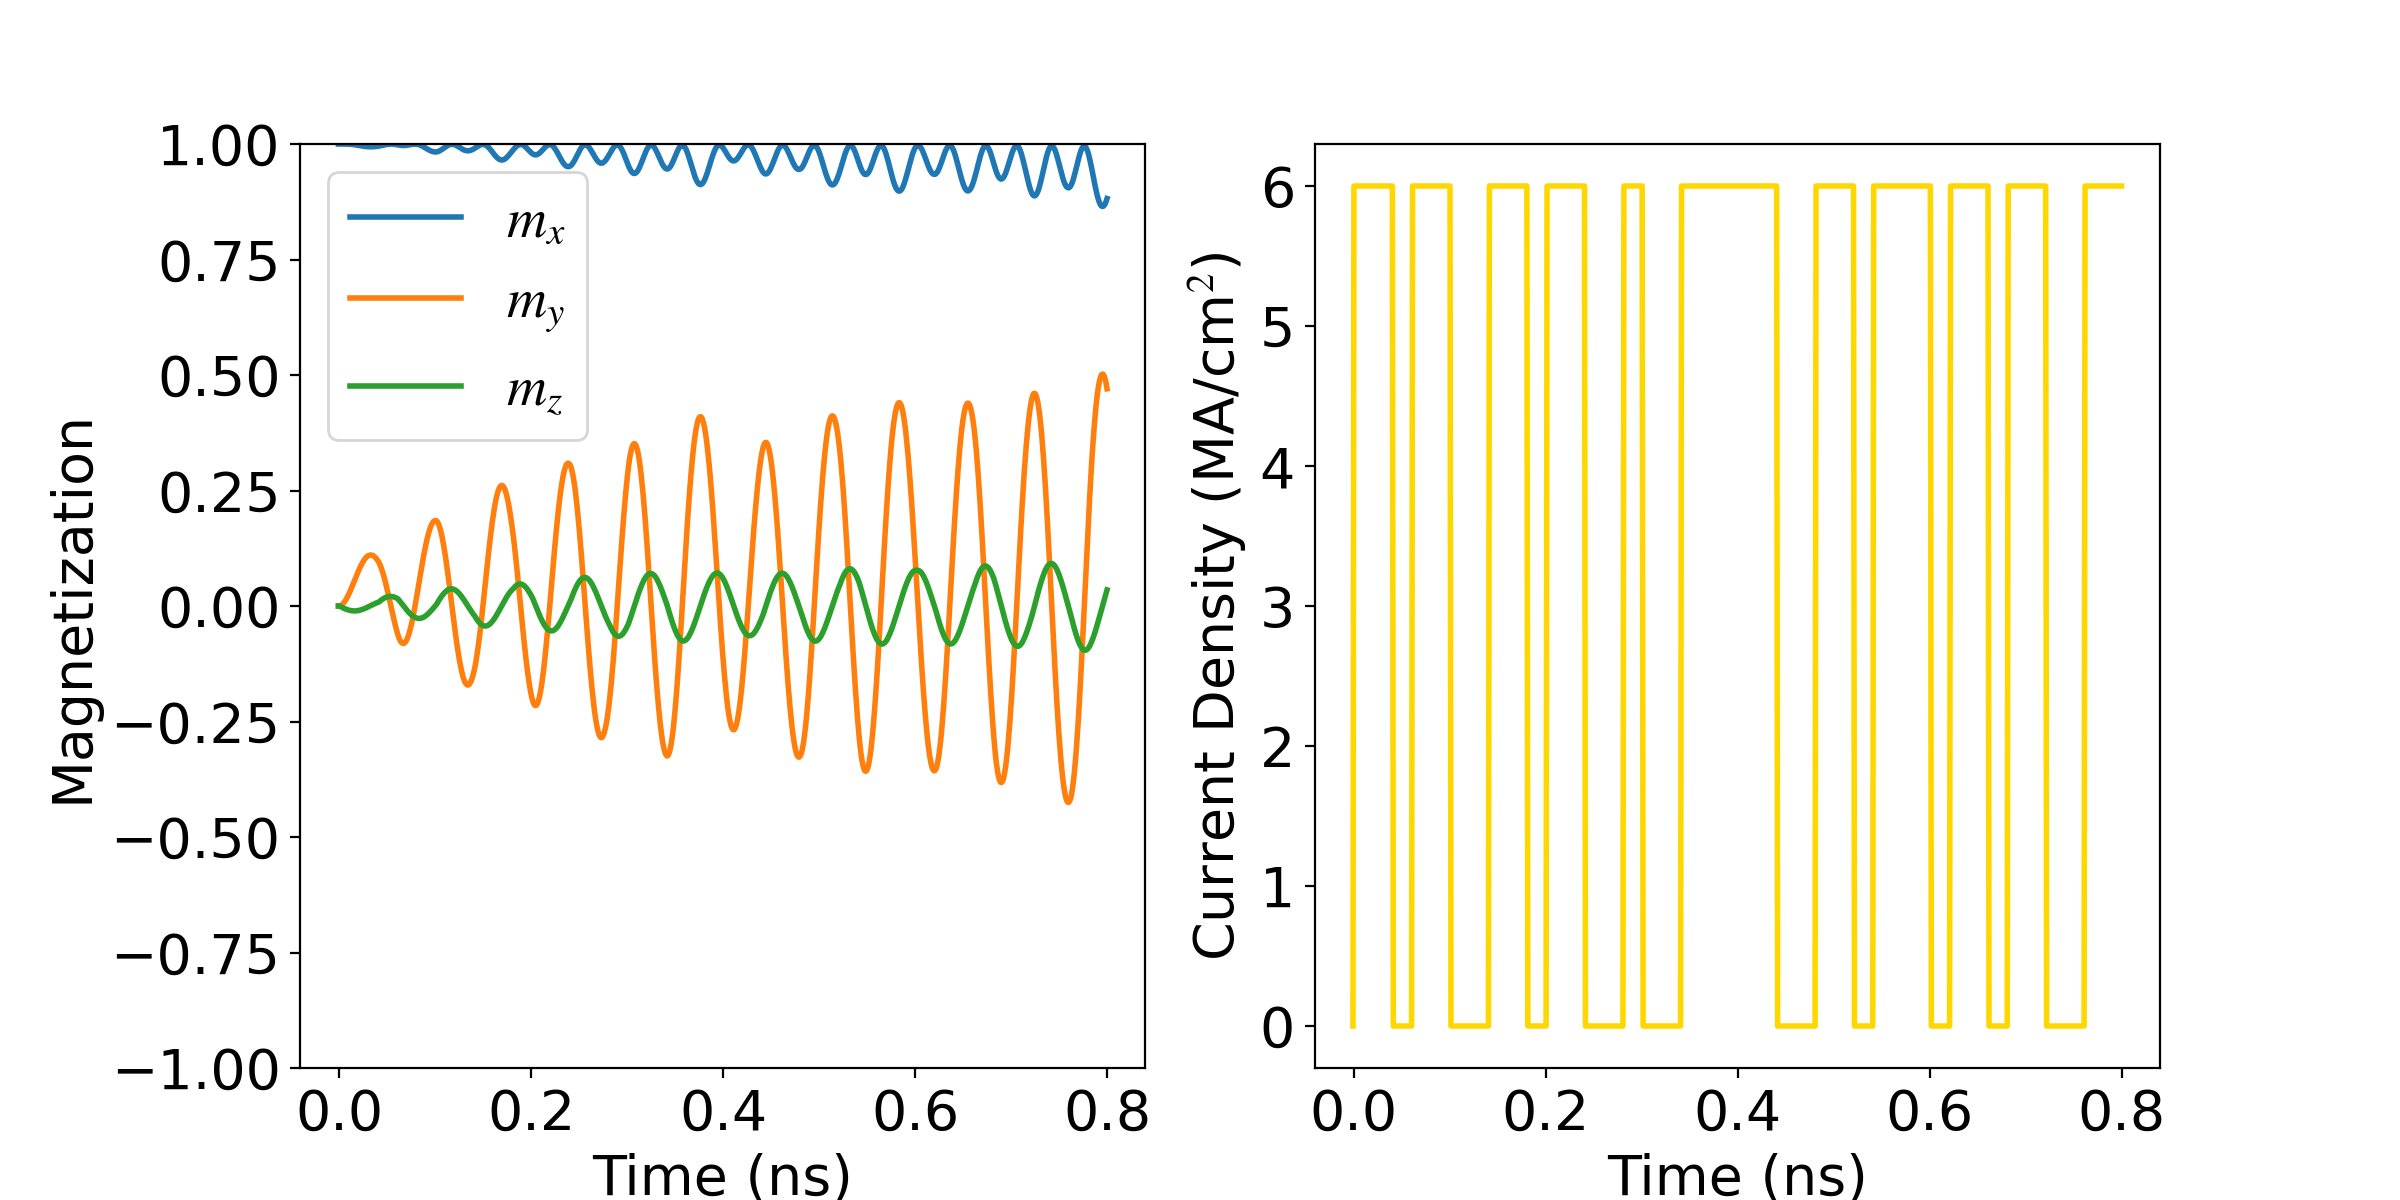 1.00
0.75
0.50
0.25
0.00
−0.25
−0.50
−0.75
−1.00
Magnetization
m_x
m_y
m_z
0.0 0.2 0.4 0.6 0.8
Time (ns)
6
5
4
3
2
1
0
Current Density (MA/cm²)
0.0 0.2 0.4 0.6 0.8
Time (ns)